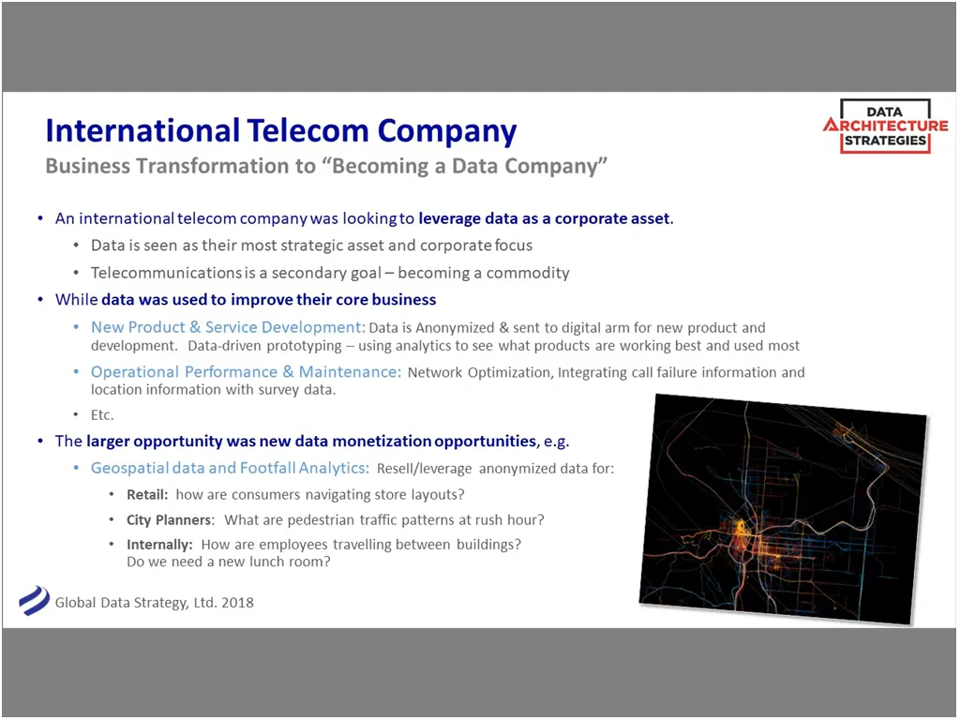 International Telecom Company
Business Transformation to “Becoming a Data Company”
DATA
ARCHITECTURE
STRATEGIES
• An international telecom company was looking to leverage data as a corporate asset.
• Data is seen as their most strategic asset and corporate focus
• Telecommunications is a secondary goal – becoming a commodity
• While data was used to improve their core business
• New Product & Service Development: Data is Anonymized & sent to digital arm for new product and
development. Data-driven prototyping – using analytics to see what products are working best and used most
• Operational Performance & Maintenance: Network Optimization, Integrating call failure information and
location information with survey data.
• Etc.
• The larger opportunity was new data monetization opportunities, e.g.
• Geospatial data and Footfall Analytics: Resell/leverage anonymized data for:
• Retail: how are consumers navigating store layouts?
• City Planners: What are pedestrian traffic patterns at rush hour?
• Internally: How are employees travelling between buildings?
Do we need a new lunch room?
Global Data Strategy, Ltd. 2018